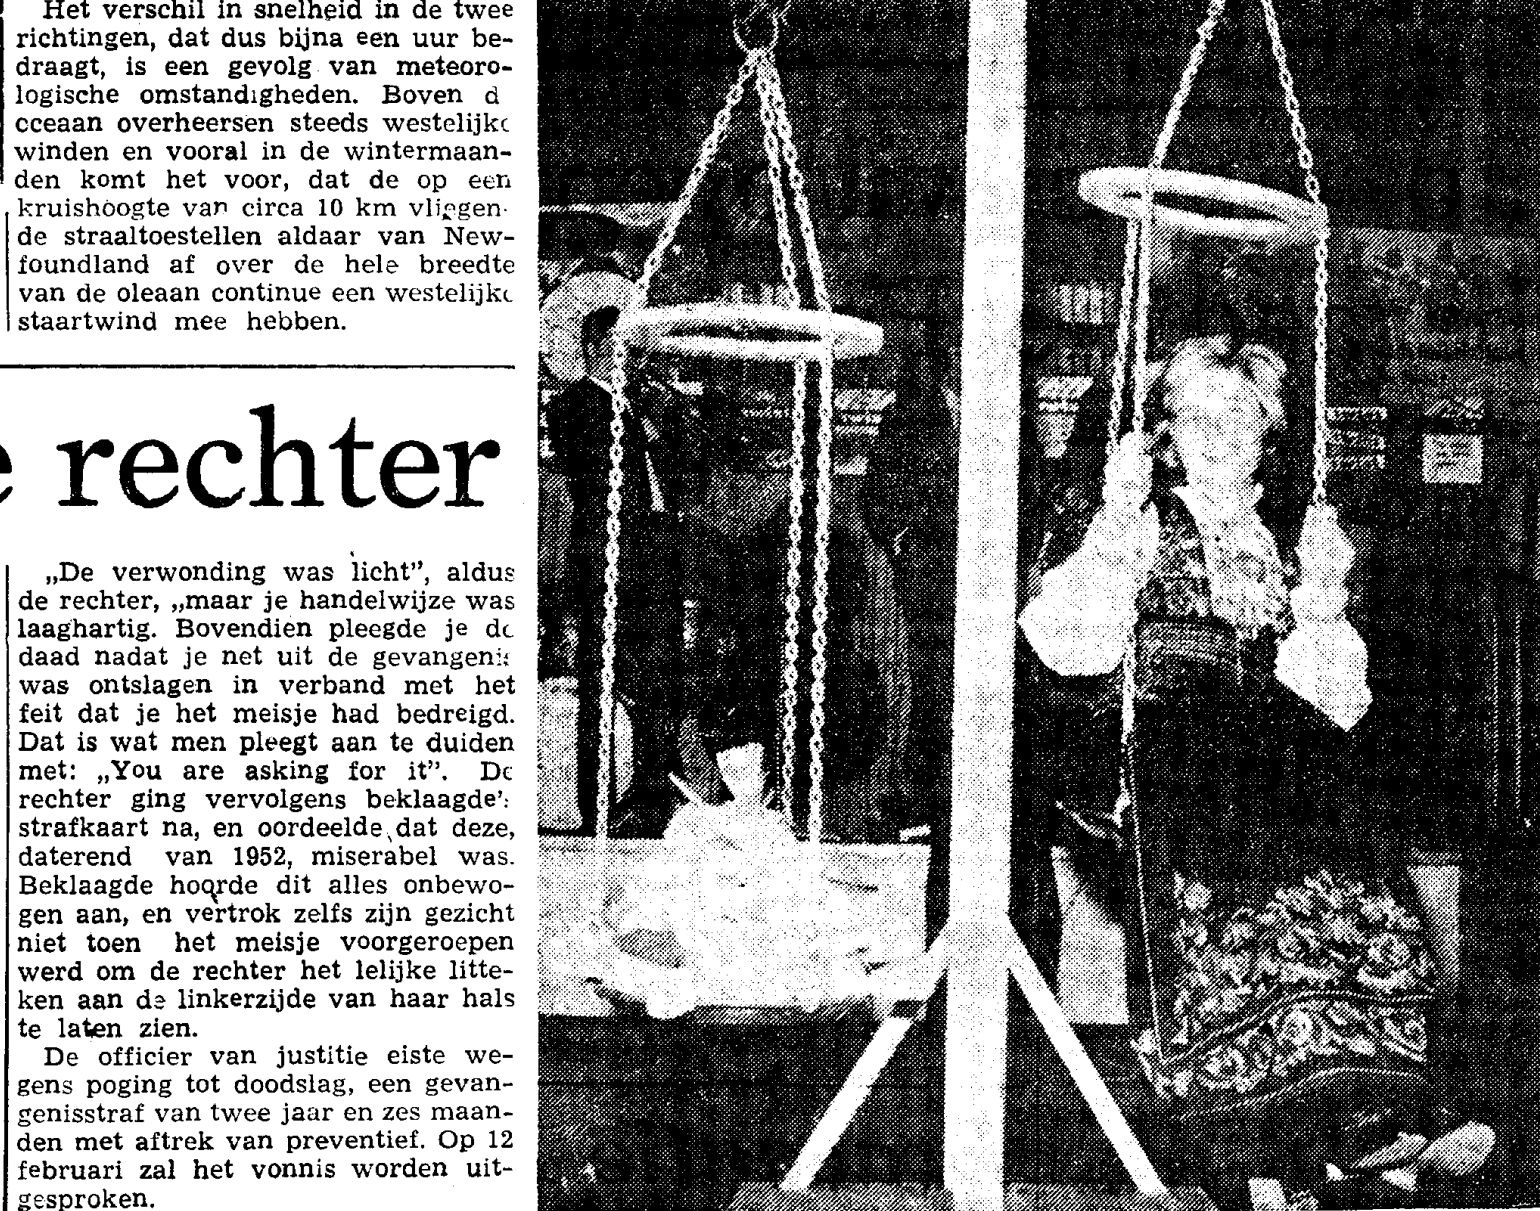 Het verschil in snelheid in de twee
richtingen, dat dus bijna een uur be-
draagt, is een gevolg van meteoro-
logische omstandigheden. Boven d
oceaan overheersen steeds westelijke
winden en vooral in de wintermaan-
den komt het voor, dat de op een
kruishoogte van circa 10 km vliegen-
de straaltoestellen aldaar van New-
foundland af over de hele breedte
van de oleaan continue een westelijke
staartwind mee hebben.
e rechter
„De verwonding was licht”, aldus
de rechter, „maar je handelwijze was
laaghartig. Bovendien pleegde je de
daad nadat je net uit de gevangenis
was ontslagen in verband met het
feit dat je het meisje had bedreigd.
Dat is wat men pleegt aan te duiden
met: „You are asking for it”. De
rechter ging vervolgens beklaagde's
strafkaart na, en oordeelde dat deze,
daterend van 1952, miserabel was.
Beklaagde hoorde dit alles onbewo-
gen aan, en vertrok zelfs zijn gezicht
niet toen het meisje voorgeroepen
werd om de rechter het lelijke litte-
ken aan de linkerzijde van haar hals
te laten zien.
De officier van justitie eiste we-
gens poging tot doodslag, een gevan-
genisstraf van twee jaar en zes maan-
den met aftrek van preventief. Op 12
februari zal het vonnis worden uit-
gesproken.